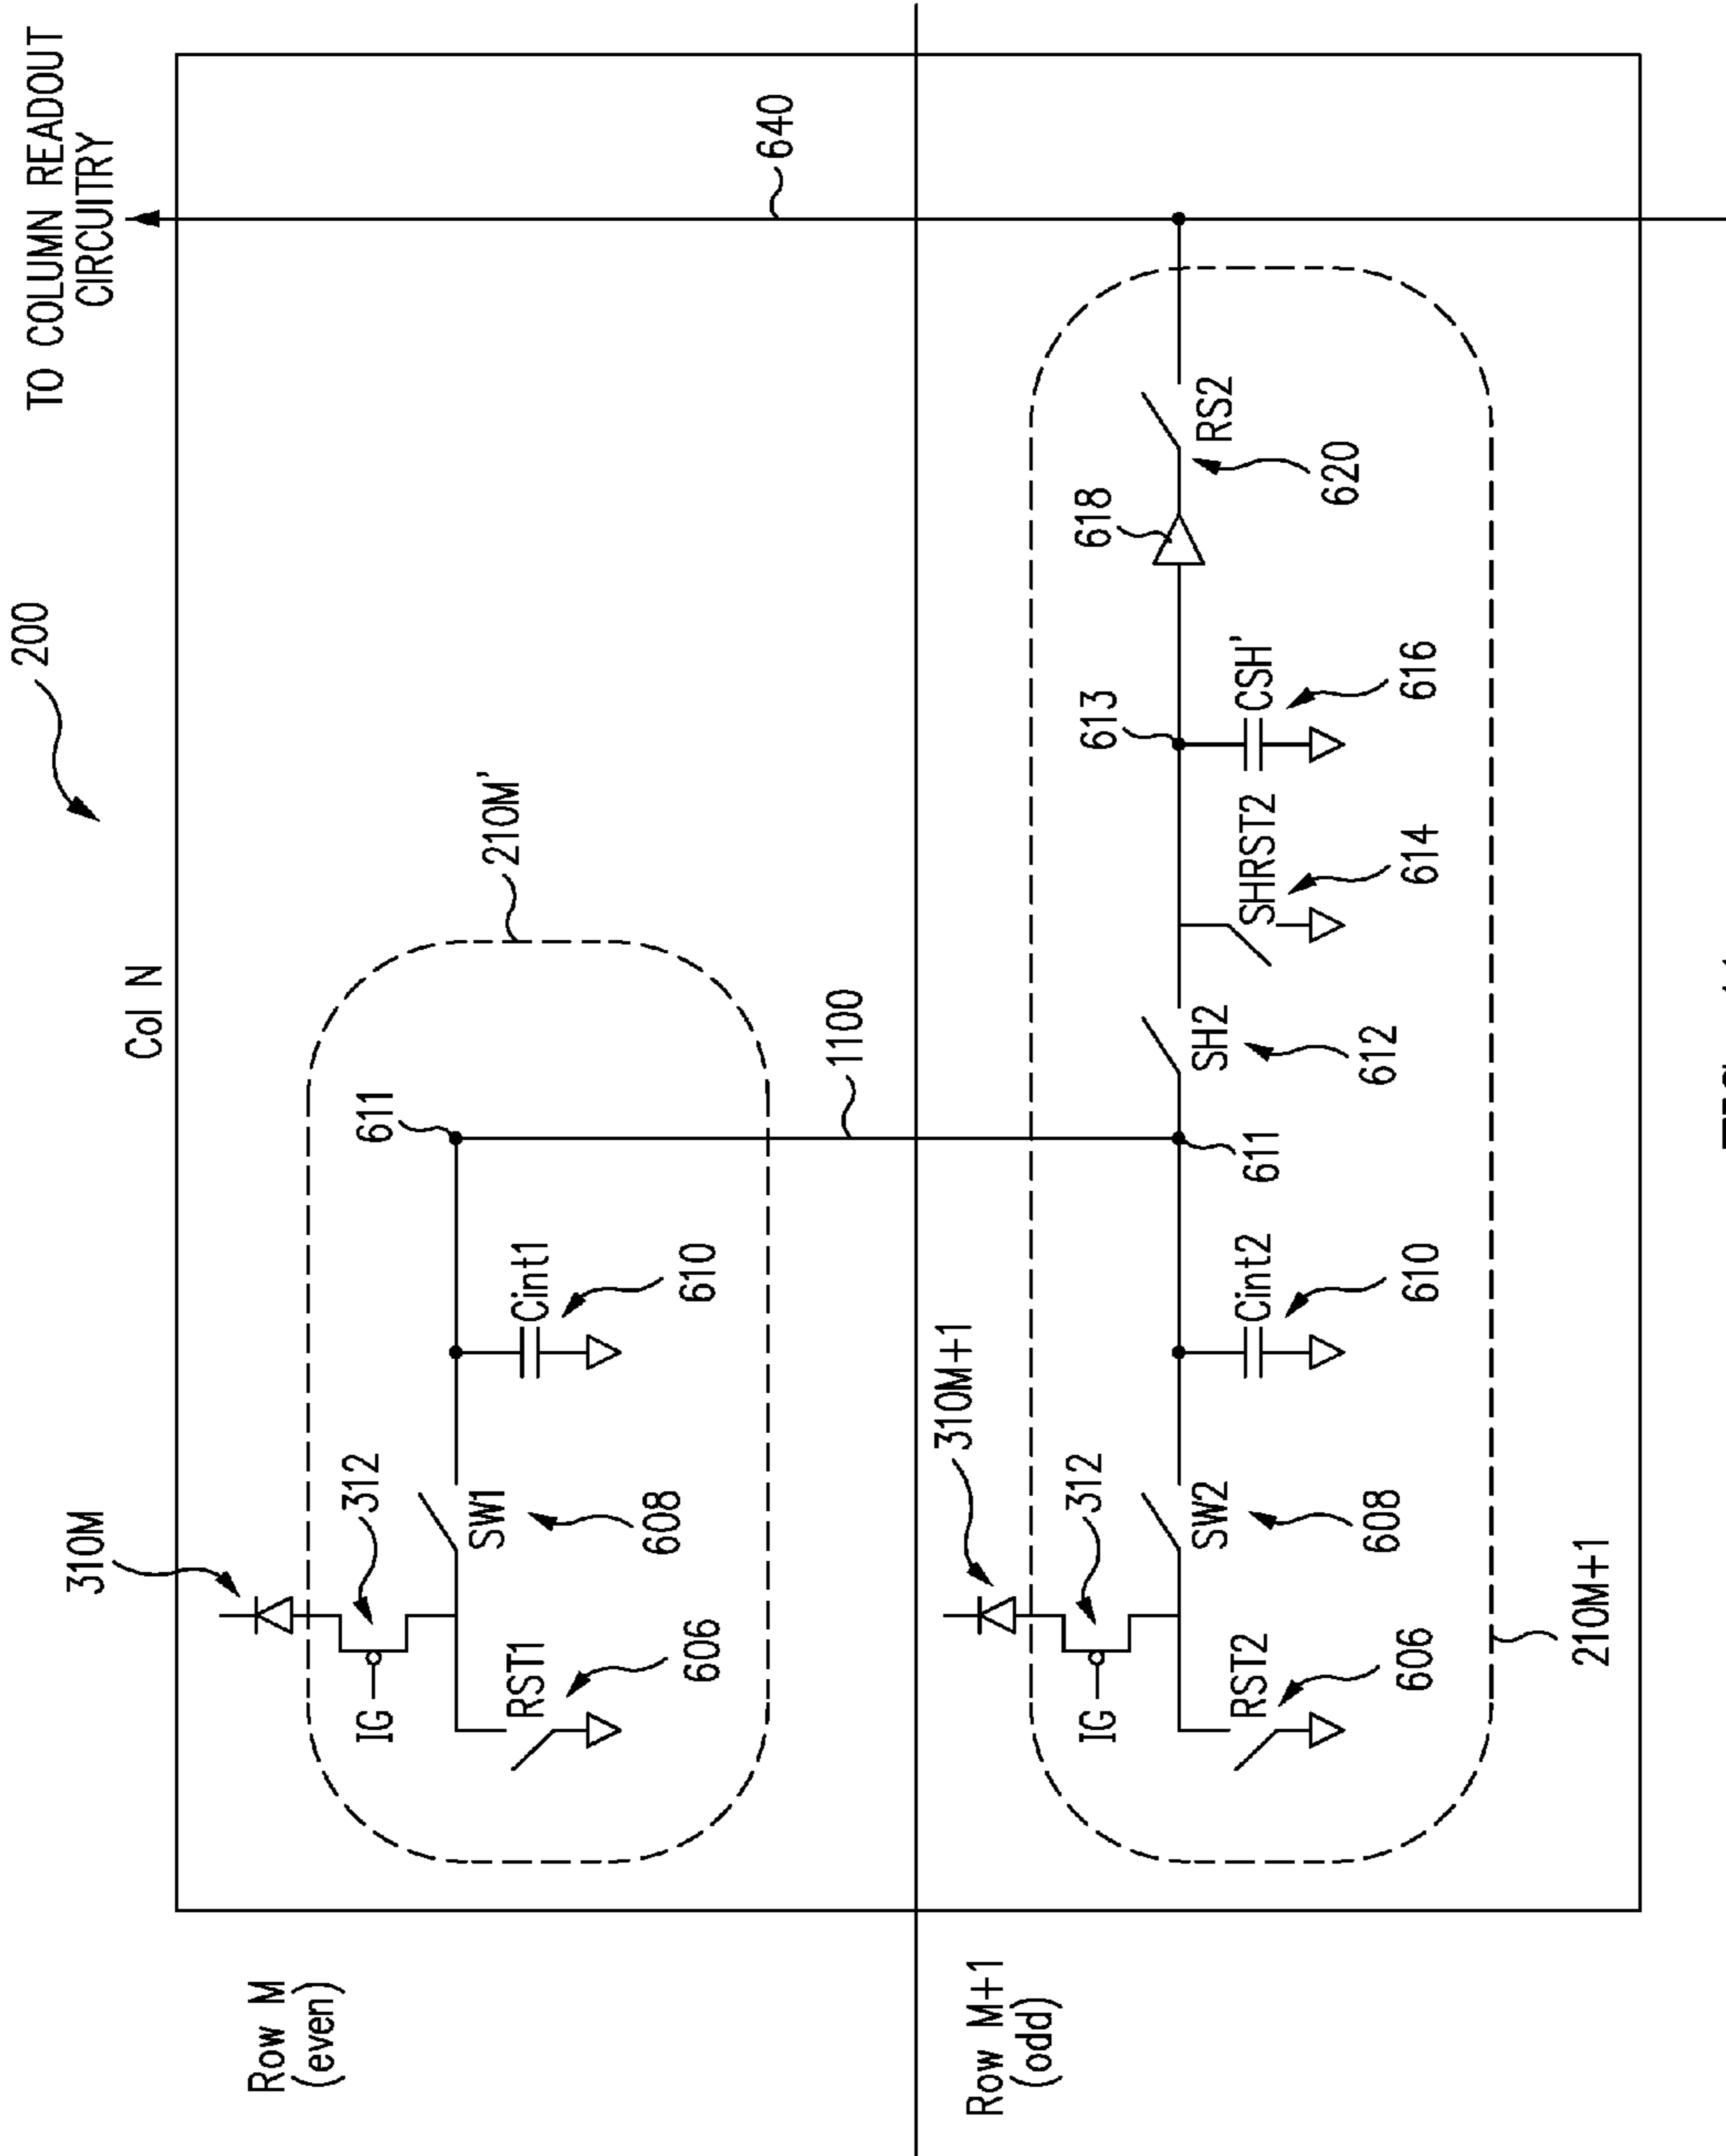 200
TO COLUMN READOUT
CIRCUITRY
310M
Col N
Row M
(even)
312
611
IG
210M'
SW1
RST1
Cint1
608
610
606
640
1100
310M+1
Row M+1
(odd)
312
613
618
IG
SW2
SH2
RS2
RST2
Cint2
611
SHRST2
CSH'
620
608
612
606
610
614
616
210M+1